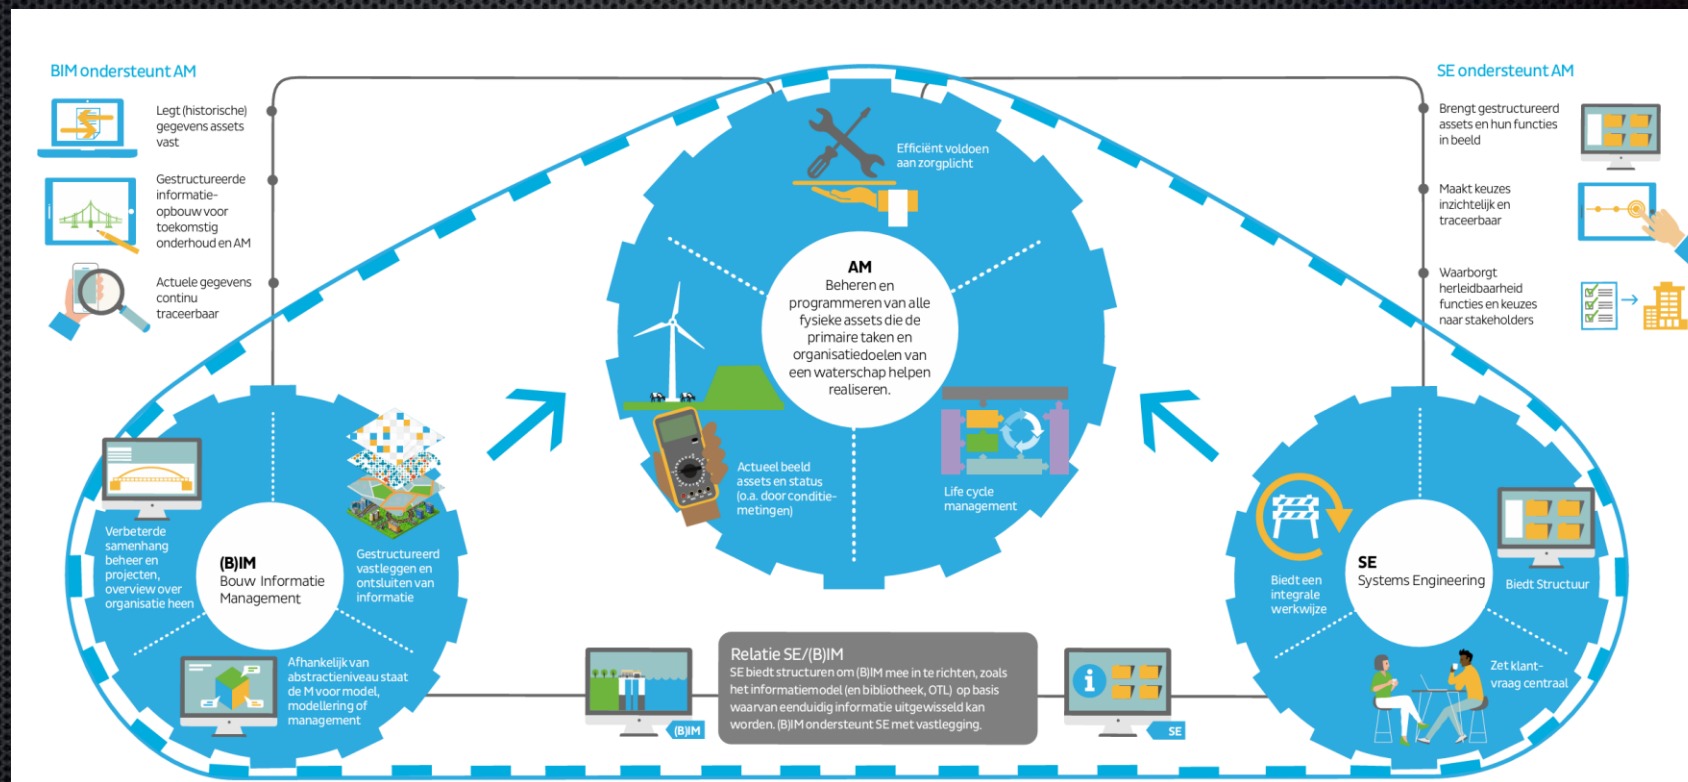 BIM ondersteunt AM
Legt (historische)
gegevens assets
vast
Gestructureerde
informatie-
opbouw voor
toekomstig
onderhoud en AM
Actuele gegevens
continu
traceerbaar
SE ondersteunt AM
Brengt gestructureerd
assets en hun functies
in beeld
Maakt keuzes
inzichtelijk en
traceerbaar
Waarborgt
herleidbaarheid
functies en keuzes
naar stakeholders
Efficiënt voldoen
aan zorgplicht
AM
Beheren en
programmeren van alle
fysieke assets die de
primaire taken en
organisatiedoelen van
een waterschap helpen
realiseren.
Actueel beeld
assets en status
(o.a. door conditie-
metingen)
Life cycle
management
Verbeterde
samenhang
beheer en
projecten,
overview over
organisatie heen
(B)IM
Bouw Informatie
Management
Gestructureerd
vastleggen en
ontsluiten van
informatie
Afhankelijk van
abstractieniveau staat
de M voor model,
modellering of
management
(B)IM
Relatie SE/(B)IM
SE biedt structuren om (B)IM mee in te richten, zoals
het informatiemodel (en bibliotheek, OTL) op basis
waarvan eenduidig informatie uitgewisseld kan
worden. (B)IM ondersteunt SE met vastlegging.
SE
Biedt een
integrale
werkwijze
SE
Systems Engineering
Biedt Structuur
Zet klant-
vraag centraal